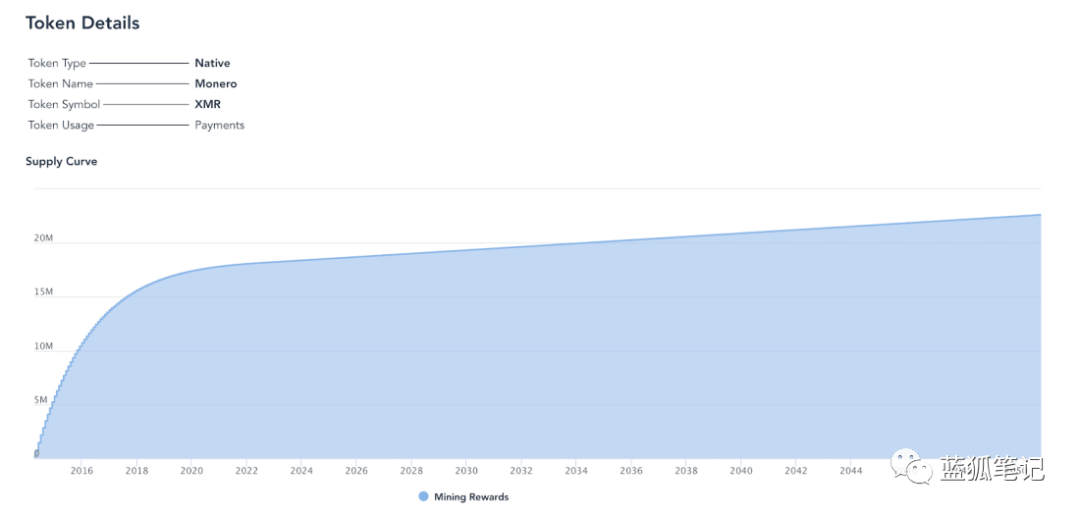 Token Details
Token Type Native
Token Name Monero
Token Symbol XMR
Token Usage Payments
Supply Curve
20M
15M
10M
5M
0
2016 2018 2020 2022 2024 2026 2028 2030 2032 2034 2036 2038 2040 2042 2044
蓝狐笔记
Mining Rewards